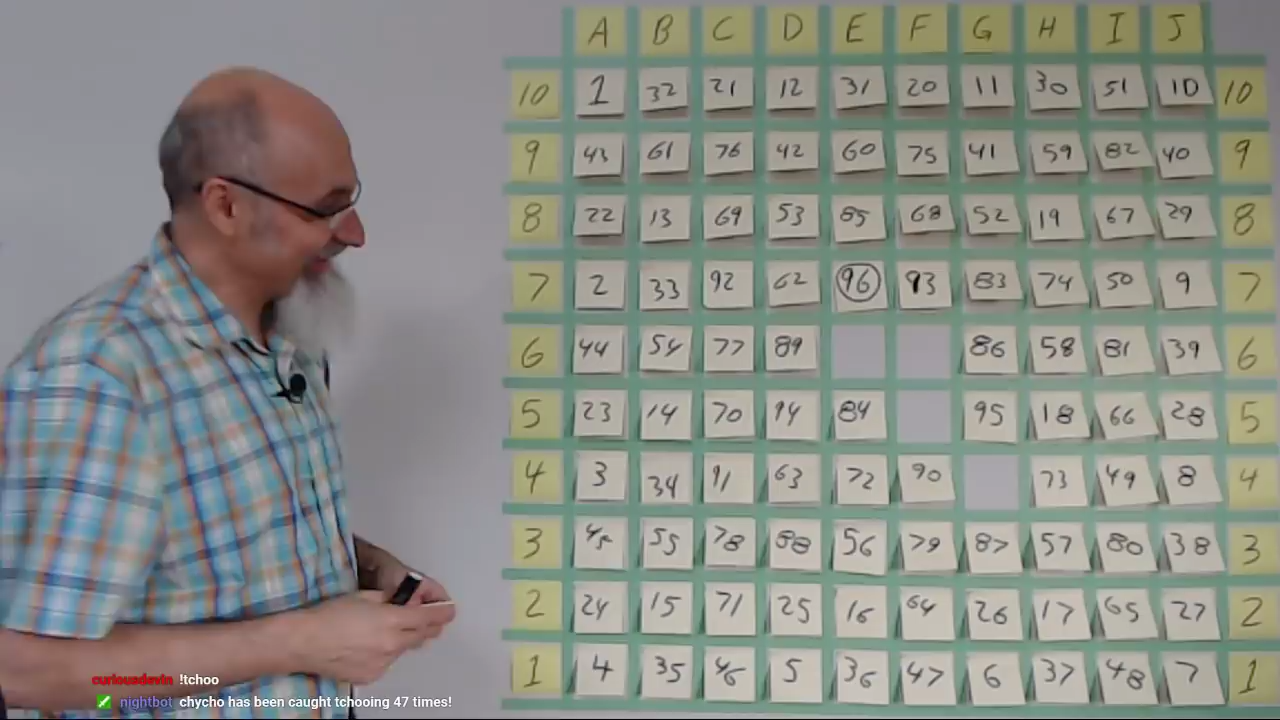 A B C D E F G H I J
10 1 32 21 12 31 20 11 30 51 10 10
9 43 61 76 42 60 75 41 59 82 40 9
8 22 13 69 53 85 68 52 19 67 29 8
7 2 33 92 62 96 93 83 74 50 9 7
6 44 54 77 89 86 58 81 39 6
5 23 14 70 94 84 95 18 66 28 5
4 3 34 91 63 72 90 73 49 8 4
3 45 55 78 88 56 79 87 57 80 38 3
2 24 15 71 25 16 64 26 17 65 27 2
1 4 35 46 5 36 47 6 37 48 7 1
curiousdevin !tchoo
nightbot chycho has been caught tchooing 47 times!